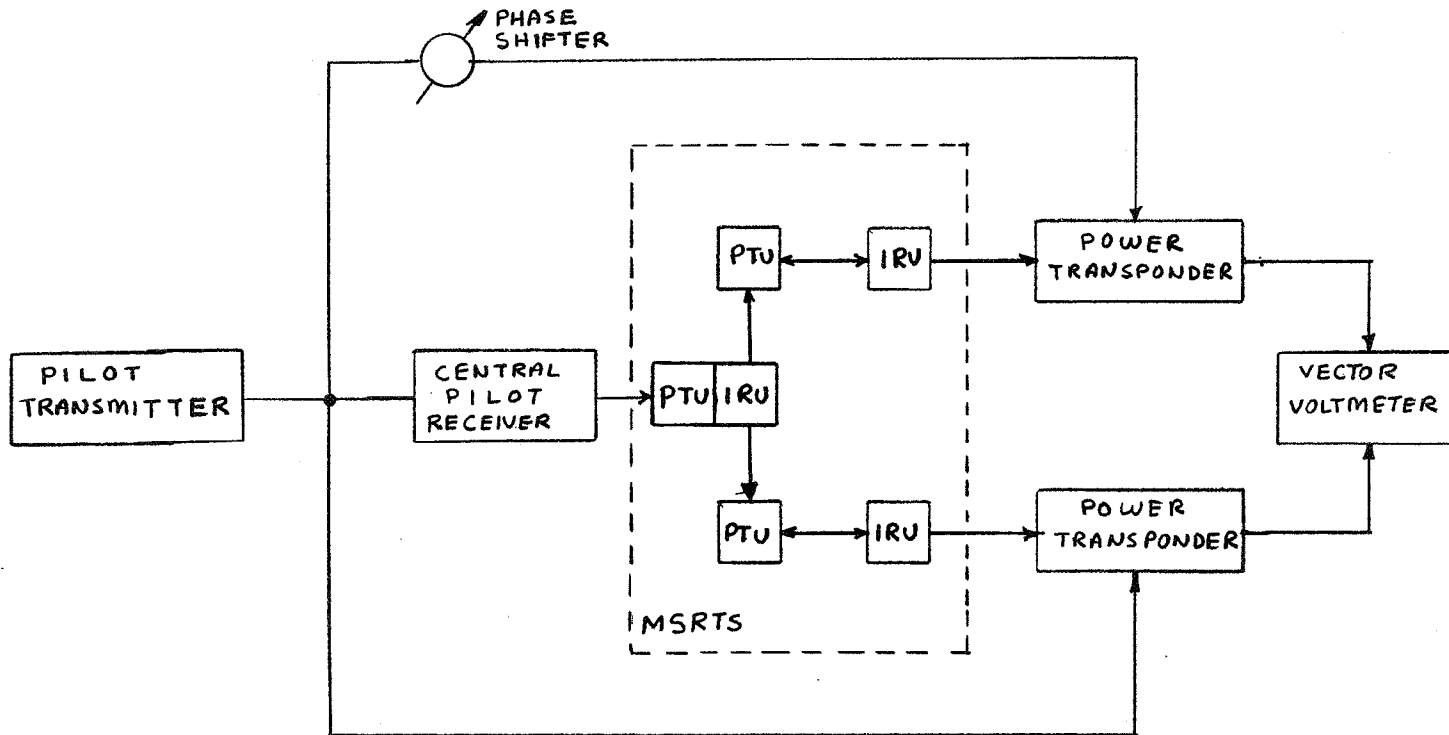 PHASE
SHIFTER
PTU
IRU
POWER
TRANSPONDER
PILOT
TRANSMITTER
CENTRAL
PILOT
RECEIVER
PTU IRU
VECTOR
VOLTMETER
PTU
IRU
POWER
TRANSPONDER
MSRTS